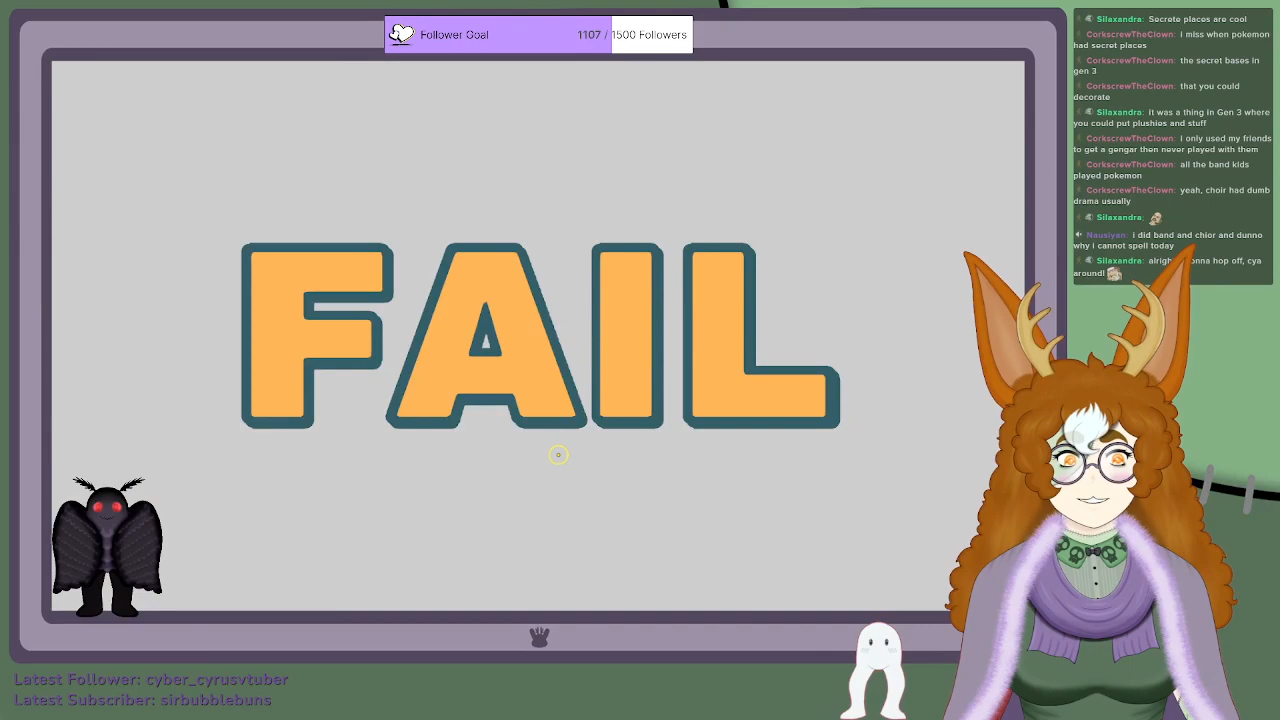 Follower Goal 1107 / 1500 Followers
FAIL
Silaxandra: Secrete places are cool
CorkscrewTheClown: I miss when pokemon
had secret places
CorkscrewTheClown: the secret bases in
gen 3
CorkscrewTheClown: that you could
decorate
Silaxandra: It was a thing in Gen 3 where
you could put plushies and stuff
CorkscrewTheClown: I only used my friends
to get a gengar then never played with them
CorkscrewTheClown: all the band kids
played pokemon
CorkscrewTheClown: yeah, choir had dumb
drama usually
Silaxandra:
Nausiyan: i did band and chior and dunno
why i cannot spell today
Silaxandra: onna hop off, cya
around!
Latest Follower: cyber_cyrusvtuber
Latest Subscriber: sirbubblebuns